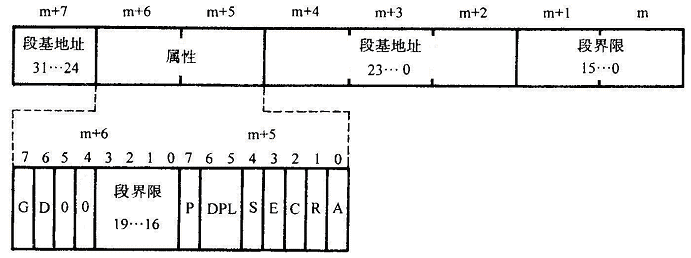 m+7 m+6 m+5 m+4 m+3 m+2 m+1 m
段基地址 属性 段基地址 段界限
31…24 23…0 15…0
m+6 m+5
7 6 5 4 3 2 1 0 7 6 5 4 3 2 1 0
G D 0 0 段界限 P DPL S E C R A
19…16